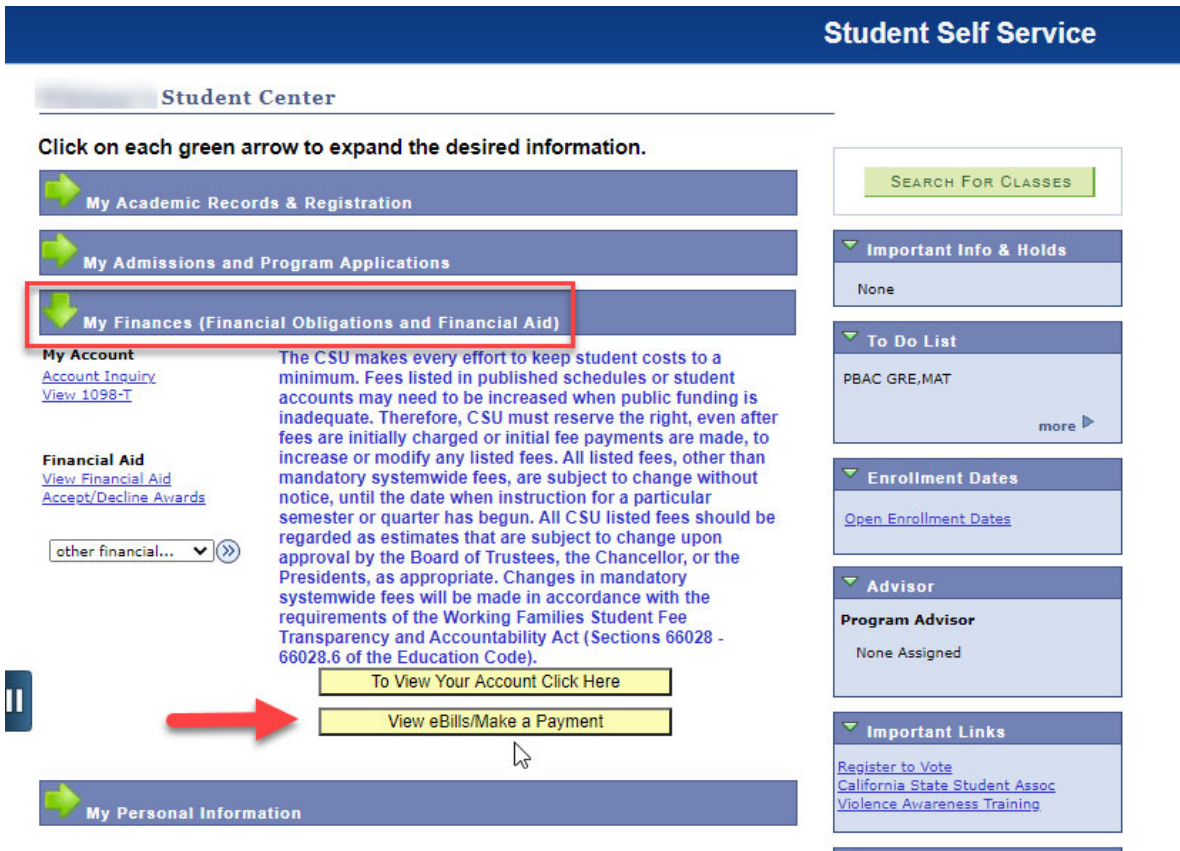 Student Self Service
Student Center
Click on each green arrow to expand the desired information.
My Academic Records & Registration
My Admissions and Program Applications
My Finances (Financial Obligations and Financial Aid)
My Account
Account Inquiry
View 1098-T
Financial Aid
View Financial Aid
Accept/Decline Awards
other financial...
The CSU makes every effort to keep student costs to a
minimum. Fees listed in published schedules or student
accounts may need to be increased when public funding is
inadequate. Therefore, CSU must reserve the right, even after
fees are initially charged or initial fee payments are made, to
increase or modify any listed fees. All listed fees, other than
mandatory systemwide fees, are subject to change without
notice, until the date when instruction for a particular
semester or quarter has begun. All CSU listed fees should be
regarded as estimates that are subject to change upon
approval by the Board of Trustees, the Chancellor, or the
Presidents, as appropriate. Changes in mandatory
systemwide fees will be made in accordance with the
requirements of the Working Families Student Fee
Transparency and Accountability Act (Sections 66028 -
66028.6 of the Education Code).
To View Your Account Click Here
View eBills/Make a Payment
My Personal Information
SEARCH FOR CLASSES
Important Info & Holds
None
To Do List
PBAC GRE,MAT
more
Enrollment Dates
Open Enrollment Dates
Advisor
Program Advisor
None Assigned
Important Links
Register to Vote
California State Student Assoc
Violence Awareness Training